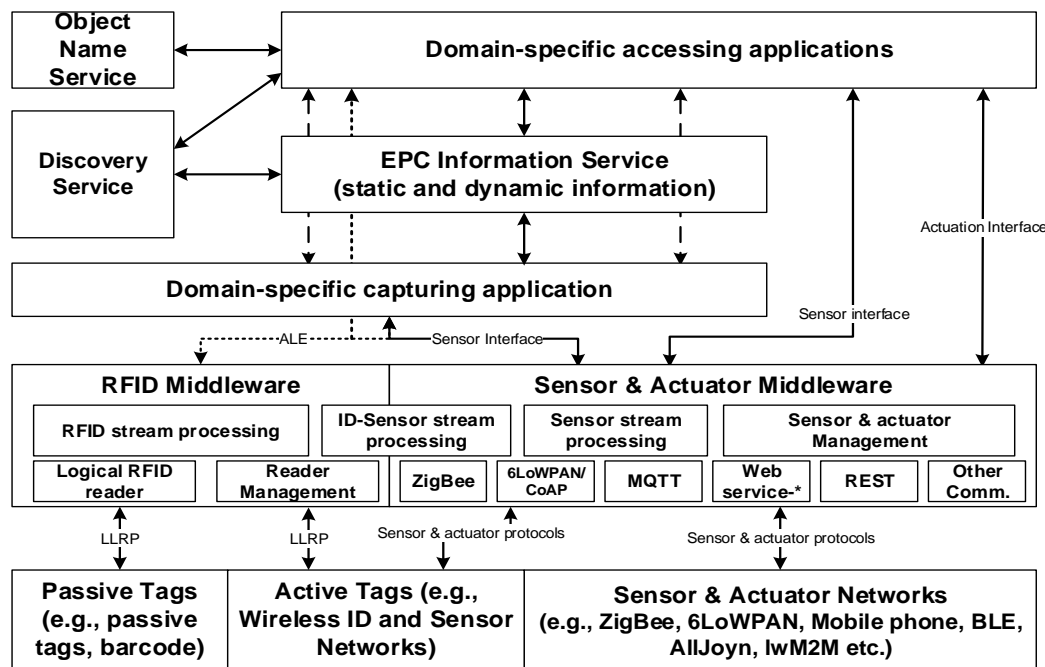 Object
Name
Service
Domain-specific accessing applications
Discovery
Service
EPC Information Service
(static and dynamic information)
Actuation Interface
Domain-specific capturing application
Sensor interface
ALE
Sensor Interface
RFID Middleware
Sensor & Actuator Middleware
RFID stream processing
ID-Sensor stream
processing
Sensor stream
processing
Sensor & actuator
Management
Logical RFID
reader
Reader
Management
ZigBee
6LoWPAN/
CoAP
MQTT
Web
service-*
REST
Other
Comm.
LLRP
LLRP
Sensor & actuator protocols
Sensor & actuator protocols
Passive Tags
(e.g., passive
tags, barcode)
Active Tags (e.g.,
Wireless ID and Sensor
Networks)
Sensor & Actuator Networks
(e.g., ZigBee, 6LoWPAN, Mobile phone, BLE,
AllJoyn, lwM2M etc.)